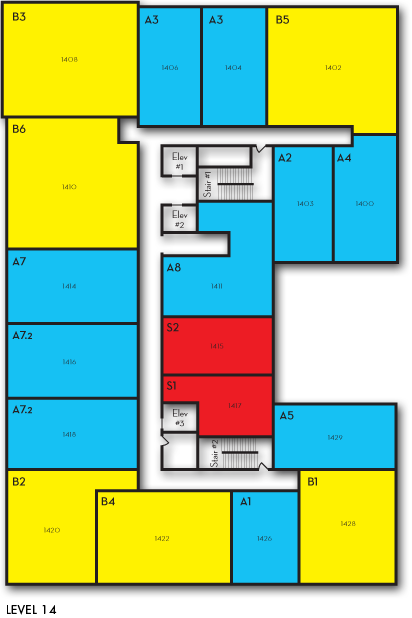 B3
1408
A3
1406
A3
1404
B5
1402
B6
1410
Elev
#1
Stair #1
A2
1403
A4
1400
Elev
#2
A7
1414
A8
1411
A7.2
1416
S2
1415
S1
1417
A7.2
1418
Elev
#3
A5
1429
Stair #2
B2
1420
B4
1422
A1
1426
B1
1428
LEVEL 14